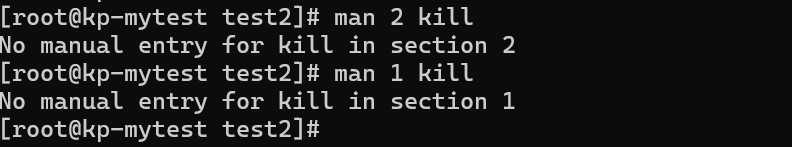 [root@kp-mytest test2]# man 2 kill
No manual entry for kill in section 2
[root@kp-mytest test2]# man 1 kill
No manual entry for kill in section 1
[root@kp-mytest test2]#